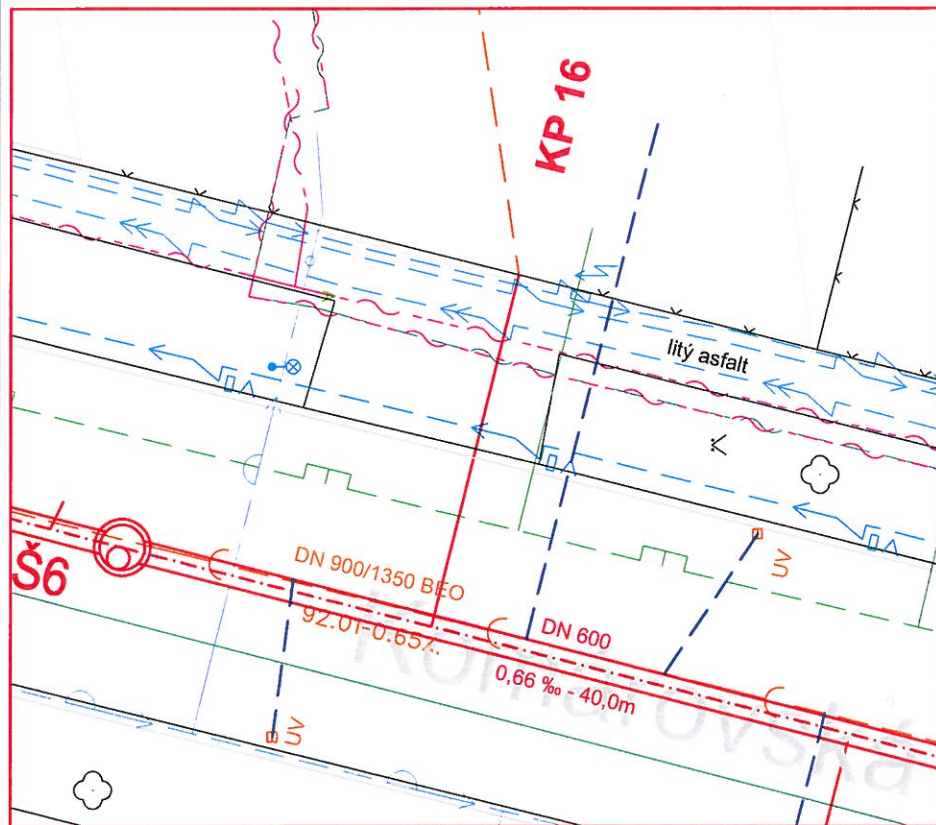 KP 16
litý asfalt
UV
DN 900/1350 BEO
Š6
92.01-0.65%.
DN 600
0,66 ‰ - 40,0m
Komárovská
UV